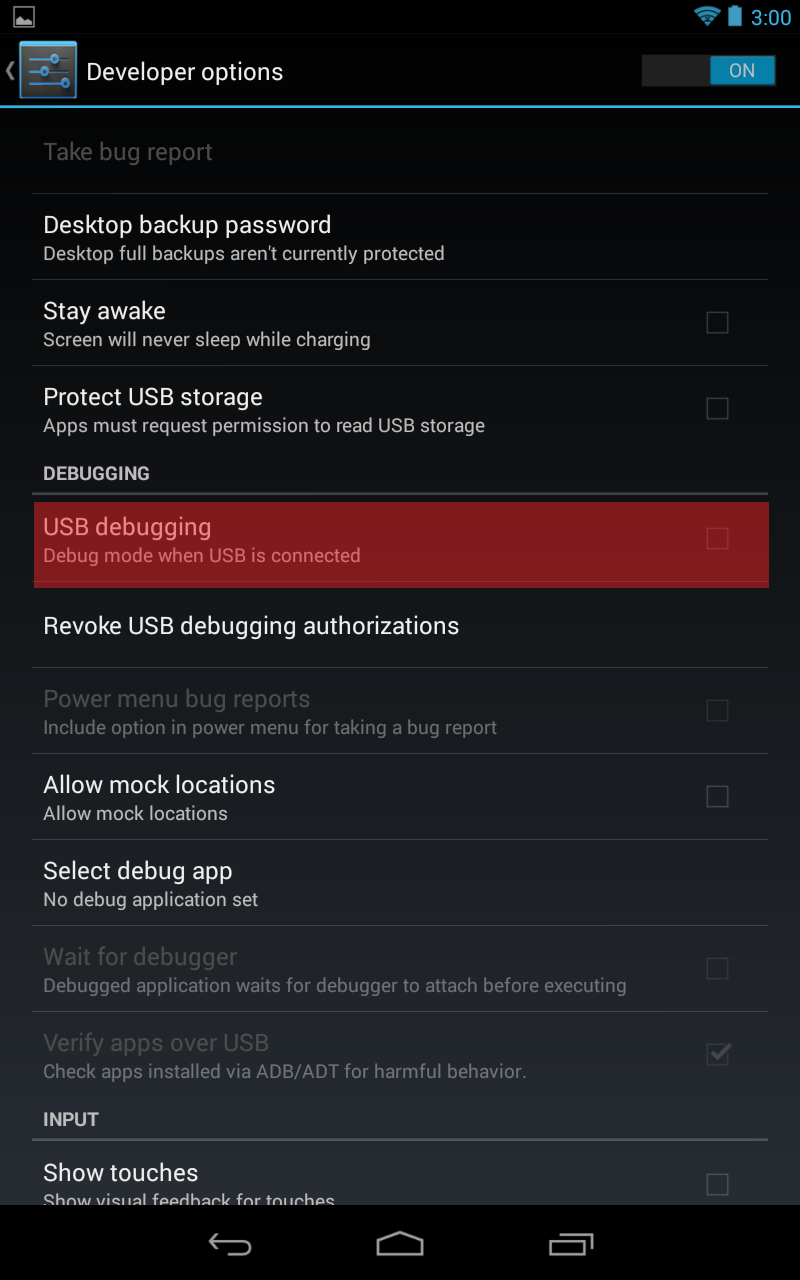 3:00
Developer options
ON
Take bug report
Desktop backup password
Desktop full backups aren't currently protected
Stay awake
Screen will never sleep while charging
Protect USB storage
Apps must request permission to read USB storage
DEBUGGING
USB debugging
Debug mode when USB is connected
Revoke USB debugging authorizations
Power menu bug reports
Include option in power menu for taking a bug report
Allow mock locations
Allow mock locations
Select debug app
No debug application set
Wait for debugger
Debugged application waits for debugger to attach before executing
Verify apps over USB
Check apps installed via ADB/ADT for harmful behavior.
INPUT
Show touches
Show visual feedback for touches